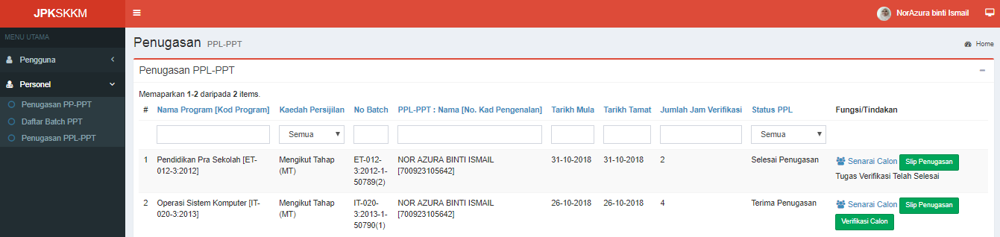 JPKSKKM
NorAzura binti Ismail
MENU UTAMA
Pengguna
Personel
Penugasan PP-PPT
Daftar Batch PPT
Penugasan PPL-PPT
Penugasan PPL-PPT
Home
Penugasan PPL-PPT
Memaparkan 1-2 daripada 2 items.
# Nama Program [Kod Program] Kaedah Persijilan No Batch PPL-PPT : Nama [No. Kad Pengenalan] Tarikh Mula Tarikh Tamat Jumlah Jam Verifikasi Status PPL Fungsi/Tindakan
Semua Semua
1 Pendidikan Pra Sekolah [ET- Mengikut Tahap ET-012- NOR AZURA BINTI ISMAIL 31-10-2018 31-10-2018 2 Selesai Penugasan Senarai Calon Slip Penugasan
012-3:2012] (MT) 3:2012-1- [700923105642] Tugas Verifikasi Telah Selesai
50789(2)
2 Operasi Sistem Komputer [IT- Mengikut Tahap IT-020- NOR AZURA BINTI ISMAIL 26-10-2018 26-10-2018 4 Terima Penugasan Senarai Calon Slip Penugasan
020-3:2013] (MT) 3:2013-1- [700923105642] Verifikasi Calon
50790(1)